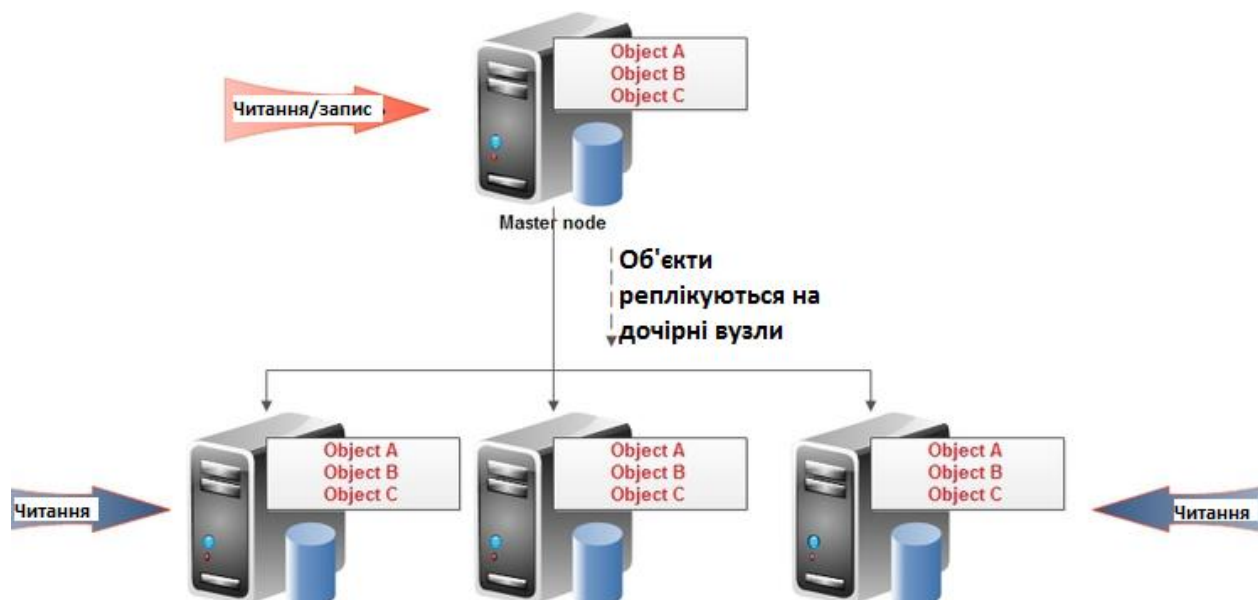 Object A
Object B
Object C
Читання/запис
Master node
Об'єкти
реплікуються на
дочірні вузли
Object A
Object B
Object C
Object A
Object B
Object C
Object A
Object B
Object C
Читання
Читання